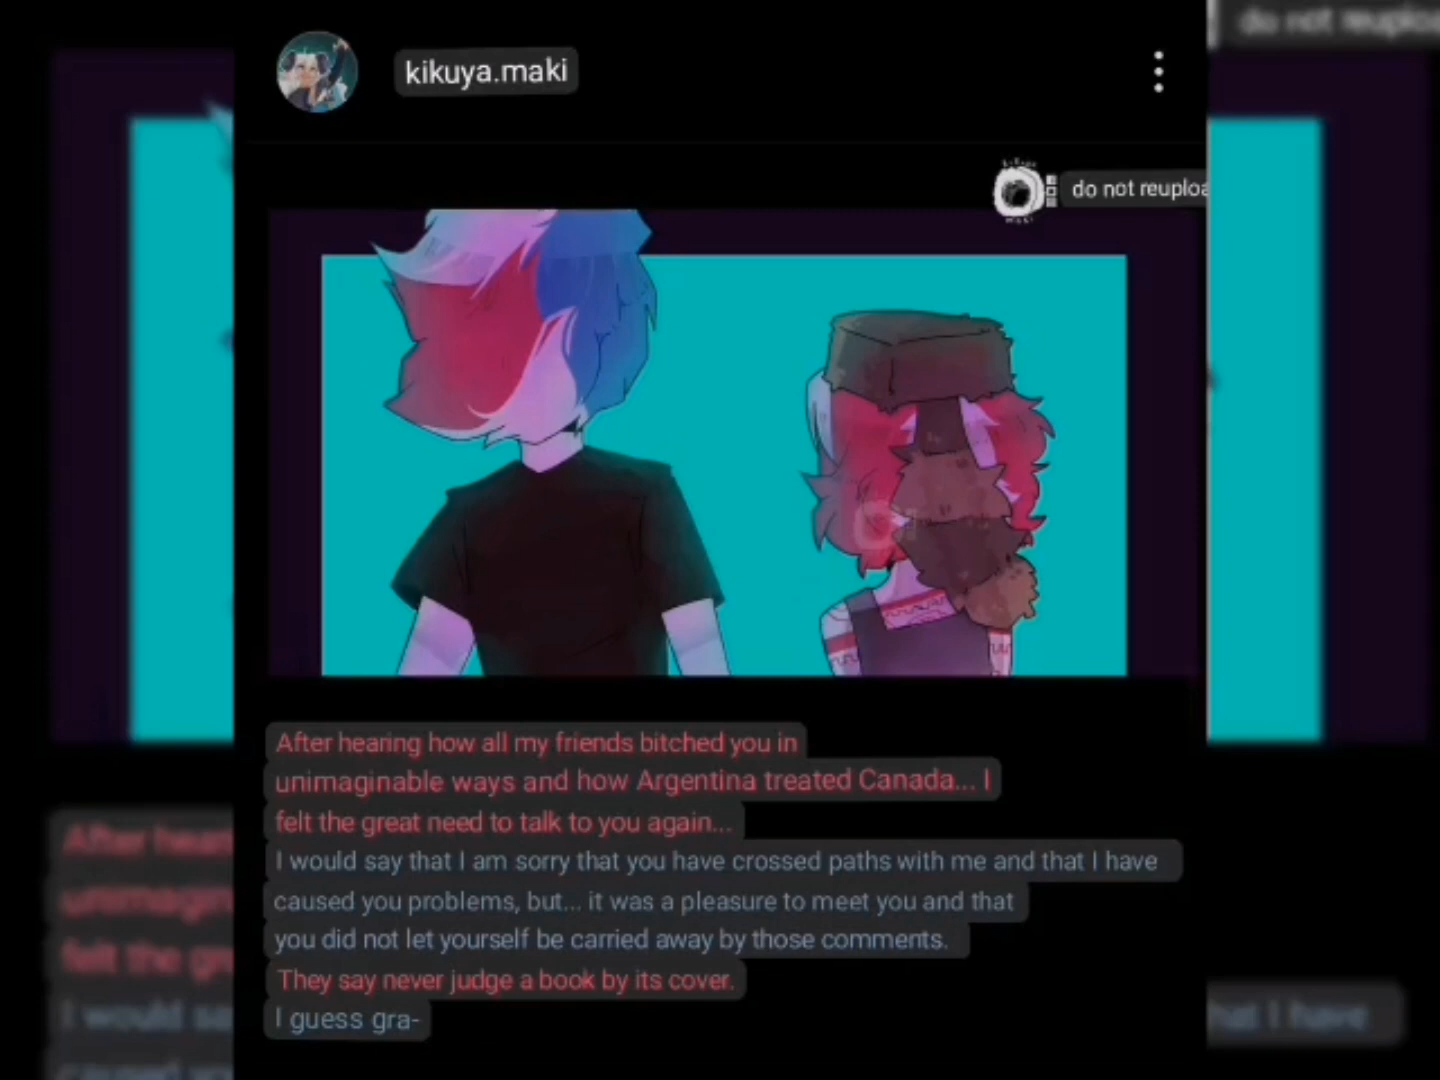 kikuya.maki
do not reuploa
After hearing how all my friends bitched you in
unimaginable ways and how Argentina treated Canada... I
felt the great need to talk to you again...
I would say that I am sorry that you have crossed paths with me and that I have
caused you problems, but... it was a pleasure to meet you and that
you did not let yourself be carried away by those comments.
They say never judge a book by its cover.
I guess gra-